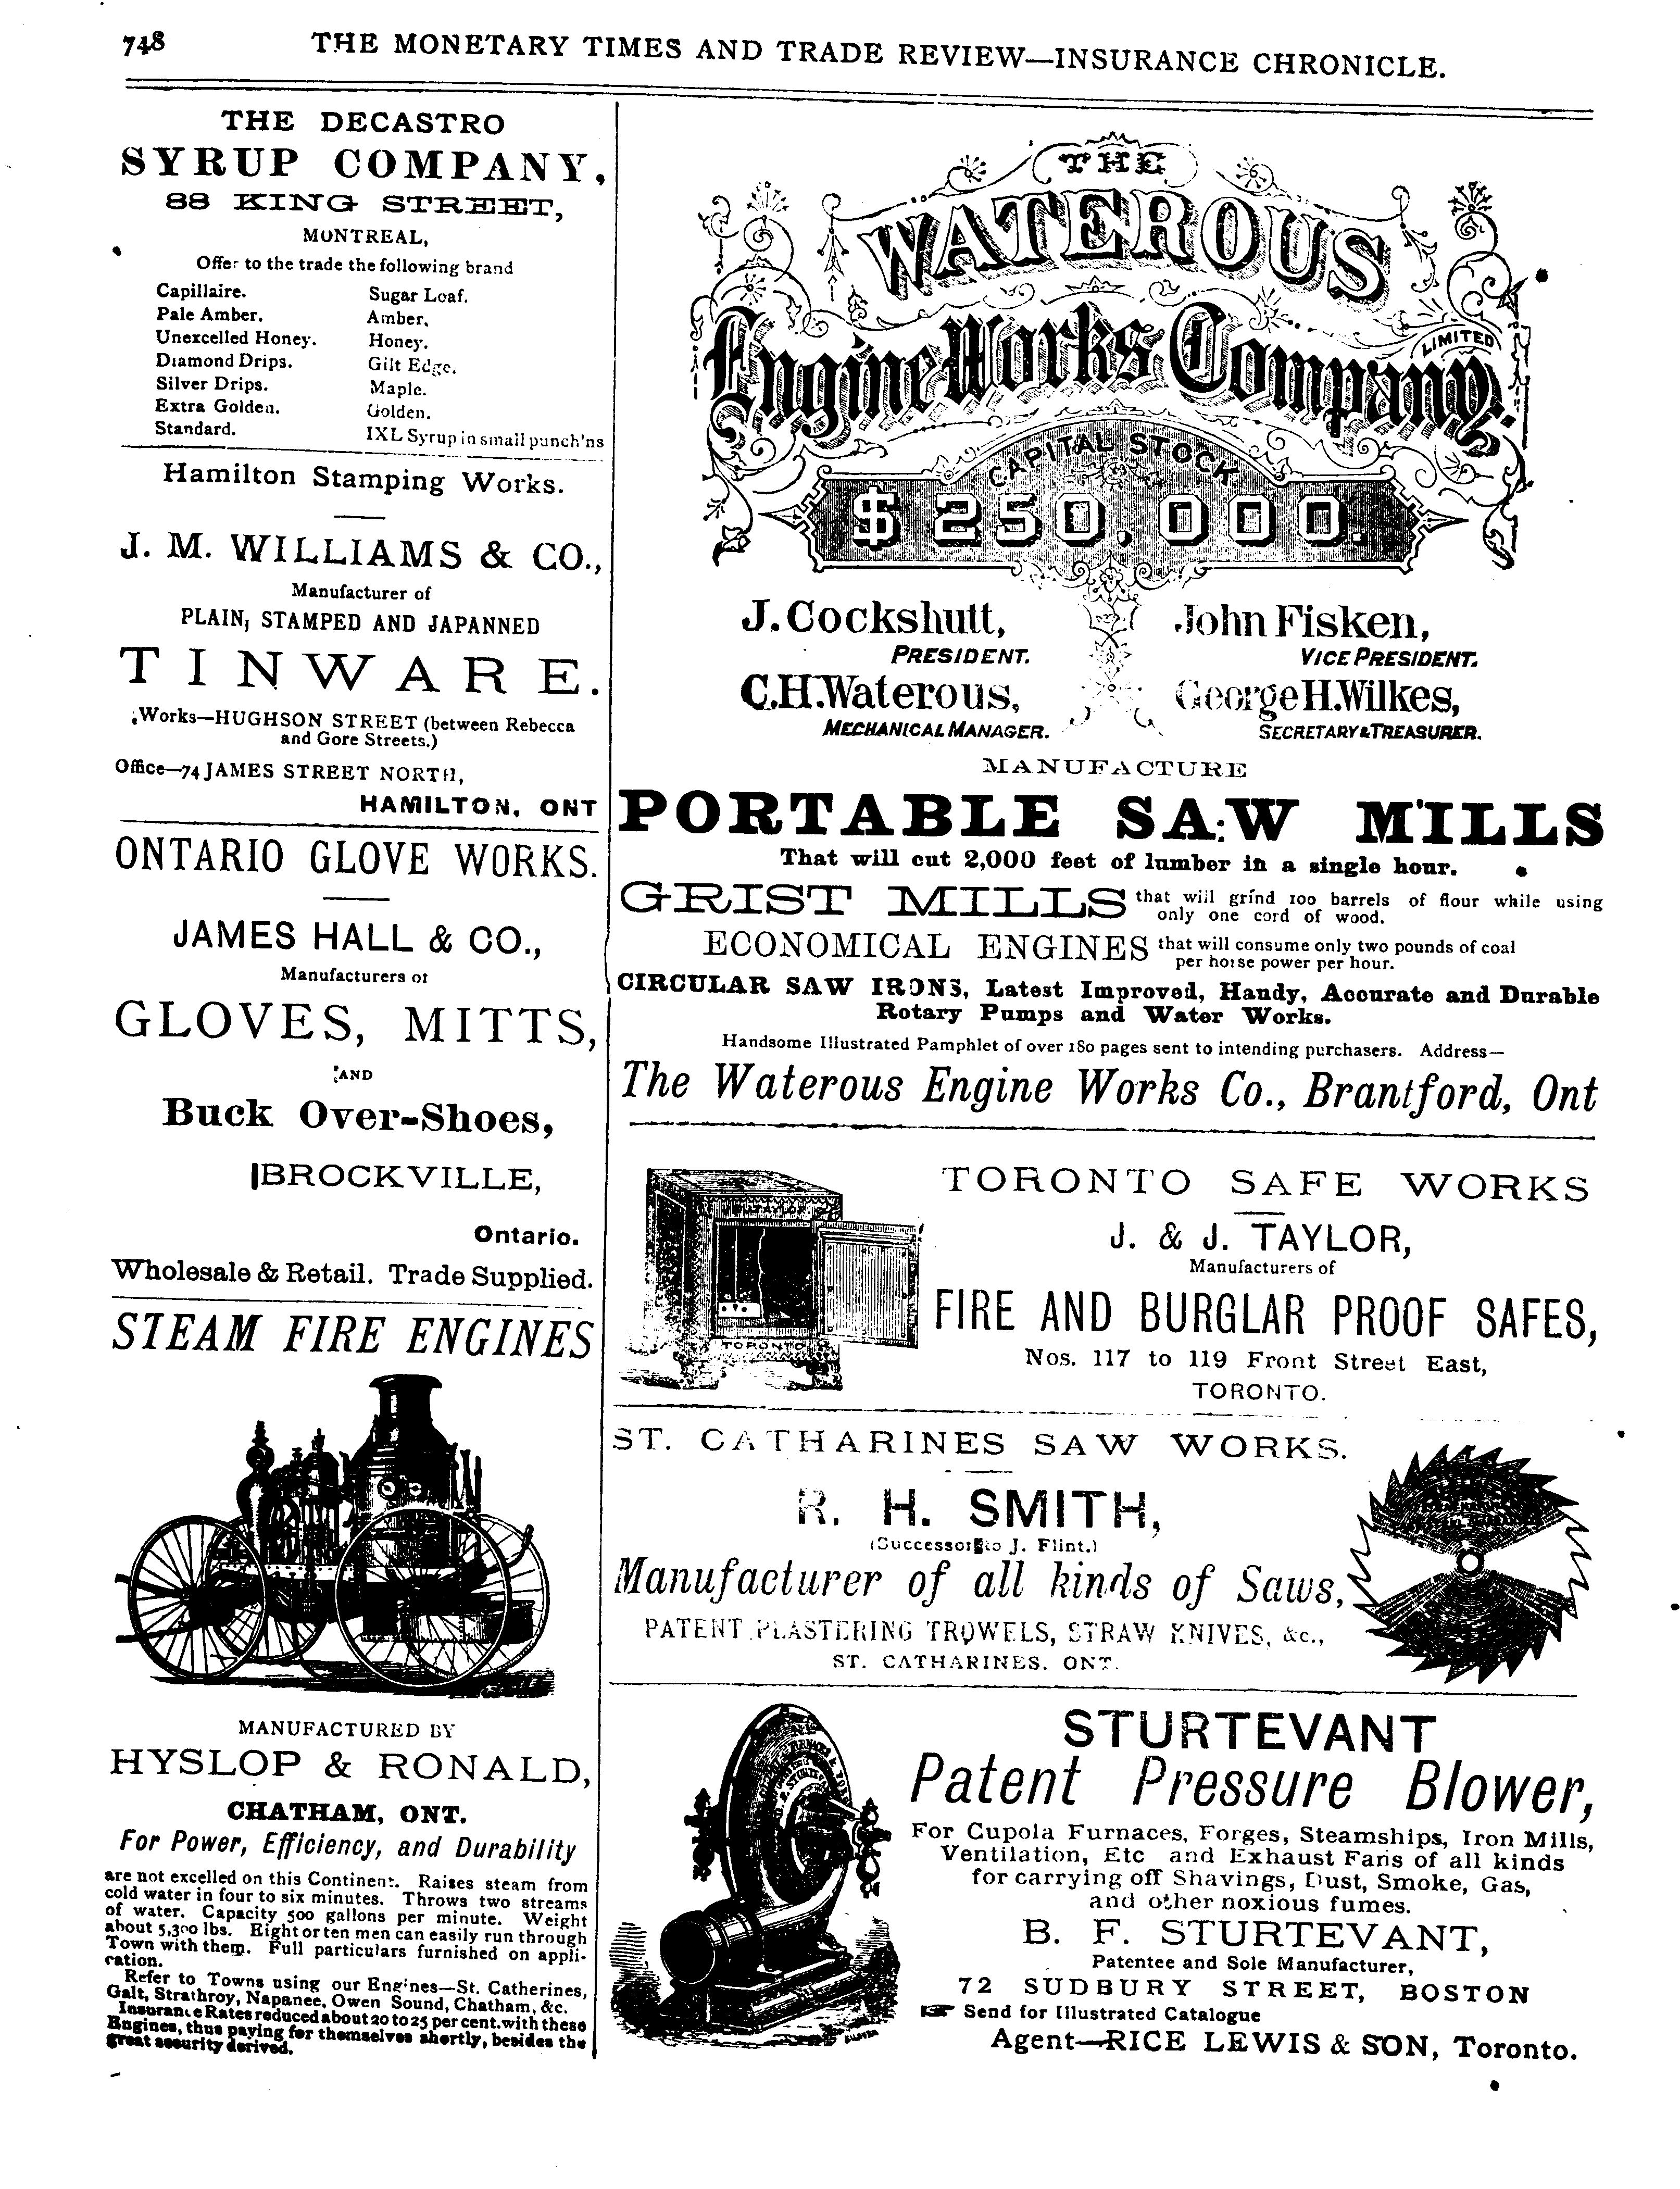 748 THE MONETARY TIMES AND TRADE REVIEW—INSURANCE CHRONICLE.
THE DECASTRO
SYRUP COMPANY,
88 KING STREET,
MONTREAL,
Offer to the trade the following brand
Capillaire. Sugar Loaf.
Pale Amber. Amber.
Unexcelled Honey. Honey.
Diamond Drips. Gilt Edge.
Silver Drips. Maple.
Extra Golden. Golden.
Standard. IXL Syrup in small punch'ns
Hamilton Stamping Works.
J. M. WILLIAMS & CO.,
Manufacturer of
PLAIN, STAMPED AND JAPANNED
TINWARE.
Works—HUGHSON STREET (between Rebecca
and Gore Streets.)
Office—74 JAMES STREET NORTH,
HAMILTON, ONT
ONTARIO GLOVE WORKS.
JAMES HALL & CO.,
Manufacturers of
GLOVES, MITTS,
AND
Buck Over-Shoes,
BROCKVILLE,
Ontario.
Wholesale & Retail. Trade Supplied.
STEAM FIRE ENGINES
MANUFACTURED BY
HYSLOP & RONALD,
CHATHAM, ONT.
For Power, Efficiency, and Durability
are not excelled on this Continent. Raises steam from
cold water in four to six minutes. Throws two streams
of water. Capacity 500 gallons per minute. Weight
about 5,300 lbs. Eight or ten men can easily run through
Town with them. Full particulars furnished on appli-
cation.
Refer to Towns using our Engines—St. Catherines,
Galt, Strathroy, Napanee, Owen Sound, Chatham, &c.
Insurance Rates reduced about 20 to 25 per cent. with these
Engines, thus paying for themselves shortly, besides the
great security derived.
THE
WATEROUS
Engine Works Company.
LIMITED
CAPITAL STOCK
$250,000.
J. Cockshutt, John Fisken,
PRESIDENT. VICE PRESIDENT.
C.H. Waterous, George H. Wilkes,
MECHANICAL MANAGER. SECRETARY & TREASURER.
MANUFACTURE
PORTABLE SAW MILLS
That will cut 2,000 feet of lumber in a single hour.
GRIST MILLS that will grind 100 barrels of flour while using
only one cord of wood.
ECONOMICAL ENGINES that will consume only two pounds of coal
per horse power per hour.
CIRCULAR SAW IRONS, Latest Improved, Handy, Accurate and Durable
Rotary Pumps and Water Works.
Handsome Illustrated Pamphlet of over 180 pages sent to intending purchasers. Address—
The Waterous Engine Works Co., Brantford, Ont
TORONTO
TORONTO SAFE WORKS
J. & J. TAYLOR,
Manufacturers of
FIRE AND BURGLAR PROOF SAFES,
Nos. 117 to 119 Front Street East,
TORONTO.
ST. CATHARINES SAW WORKS.
R. H. SMITH,
(Successor to J. Flint.)
Manufacturer of all kinds of Saws,
PATENT PLASTERING TROWELS, STRAW KNIVES, &c.,
ST. CATHARINES. ONT.
STURTEVANT
Patent Pressure Blower,
For Cupola Furnaces, Forges, Steamships, Iron Mills,
Ventilation, Etc and Exhaust Fans of all kinds
for carrying off Shavings, Dust, Smoke, Gas,
and other noxious fumes.
B. F. STURTEVANT,
Patentee and Sole Manufacturer,
72 SUDBURY STREET, BOSTON
☞ Send for Illustrated Catalogue
Agent—RICE LEWIS & SON, Toronto.